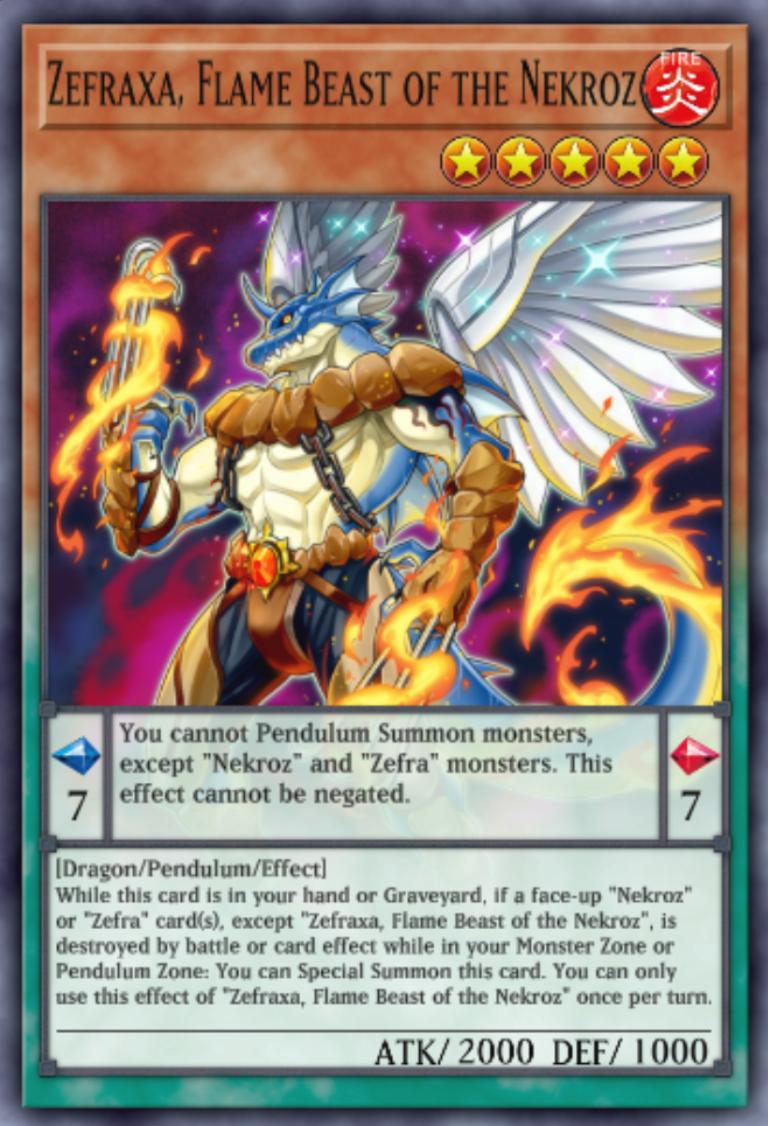 Zefraxa, Flame Beast of the Nekroz
FIRE
炎
You cannot Pendulum Summon monsters,
except "Nekroz" and "Zefra" monsters. This
effect cannot be negated.
7
7
[Dragon/Pendulum/Effect]
While this card is in your hand or Graveyard, if a face-up "Nekroz"
or "Zefra" card(s), except "Zefraxa, Flame Beast of the Nekroz", is
destroyed by battle or card effect while in your Monster Zone or
Pendulum Zone: You can Special Summon this card. You can only
use this effect of "Zefraxa, Flame Beast of the Nekroz" once per turn.
ATK/ 2000 DEF/ 1000